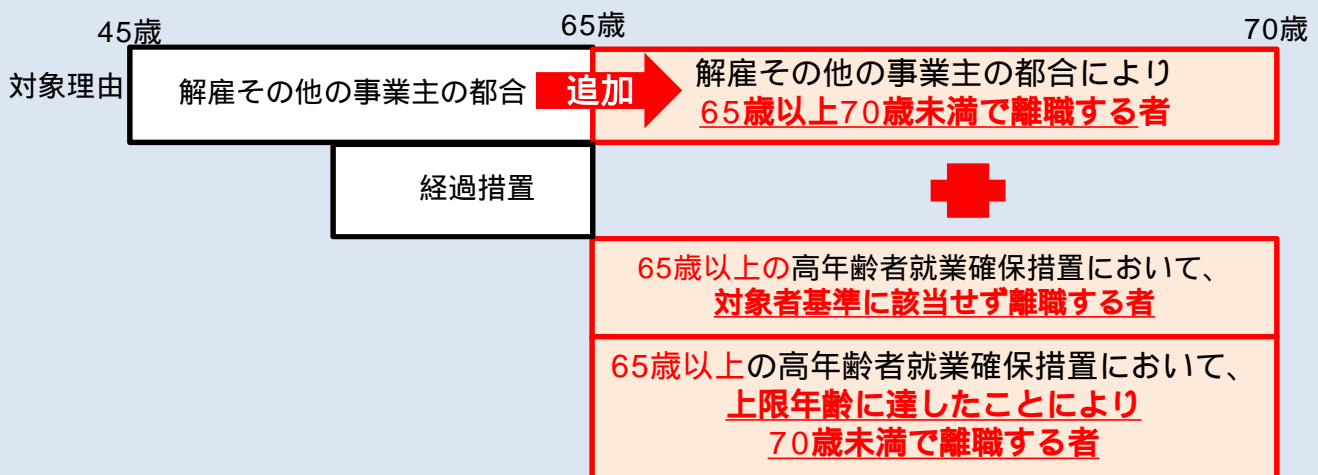 45歳
65歳
70歳
対象理由
解雇その他の事業主の都合
追加
解雇その他の事業主の都合により
65歳以上70歳未満で離職する者
経過措置
65歳以上の高年齢者就業確保措置において、
対象者基準に該当せず離職する者
65歳以上の高年齢者就業確保措置において、
上限年齢に達したことにより
70歳未満で離職する者